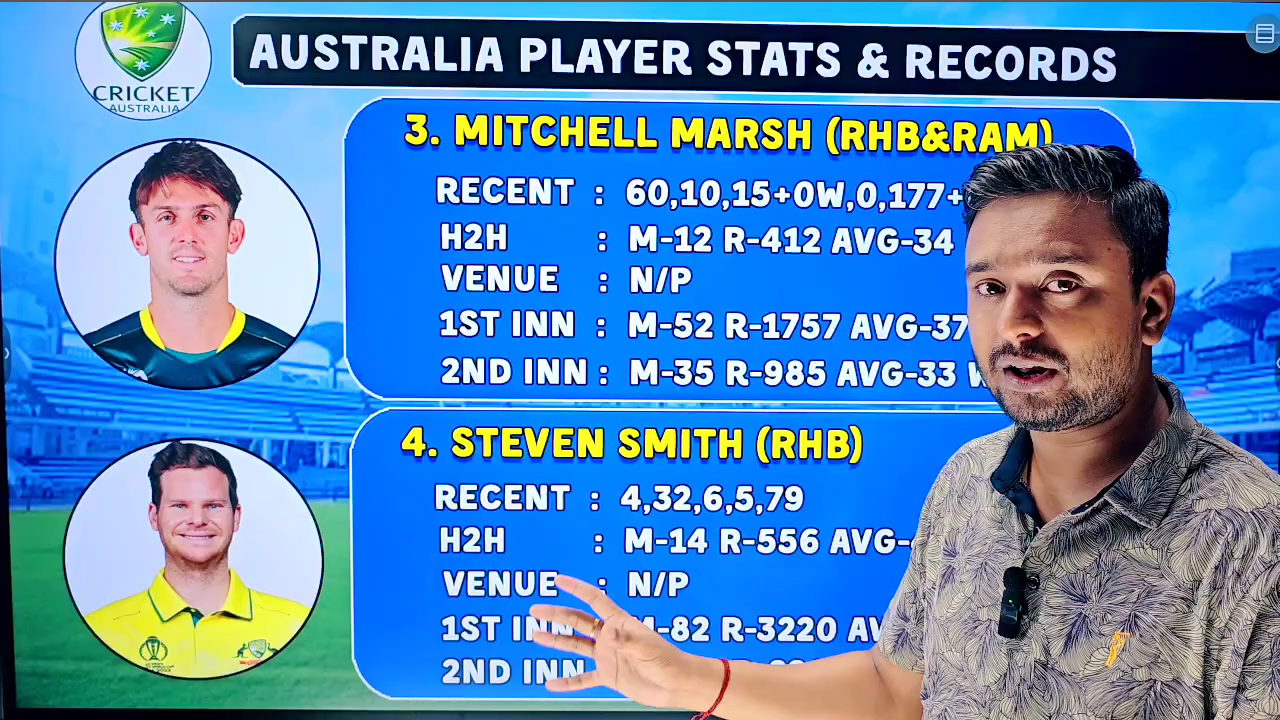 CRICKET
AUSTRALIA
AUSTRALIA PLAYER STATS & RECORDS
3. MITCHELL MARSH (RHB&RAM)
RECENT : 60,10,15+0W,0,177+
H2H : M-12 R-412 AVG-34
VENUE : N/P
1ST INN : M-52 R-1757 AVG-37
2ND INN : M-35 R-985 AVG-33
4. STEVEN SMITH (RHB)
RECENT : 4,32,6,5,79
H2H : M-14 R-556 AVG-
VENUE : N/P
1ST INN M-82 R-3220 AV
2ND INN